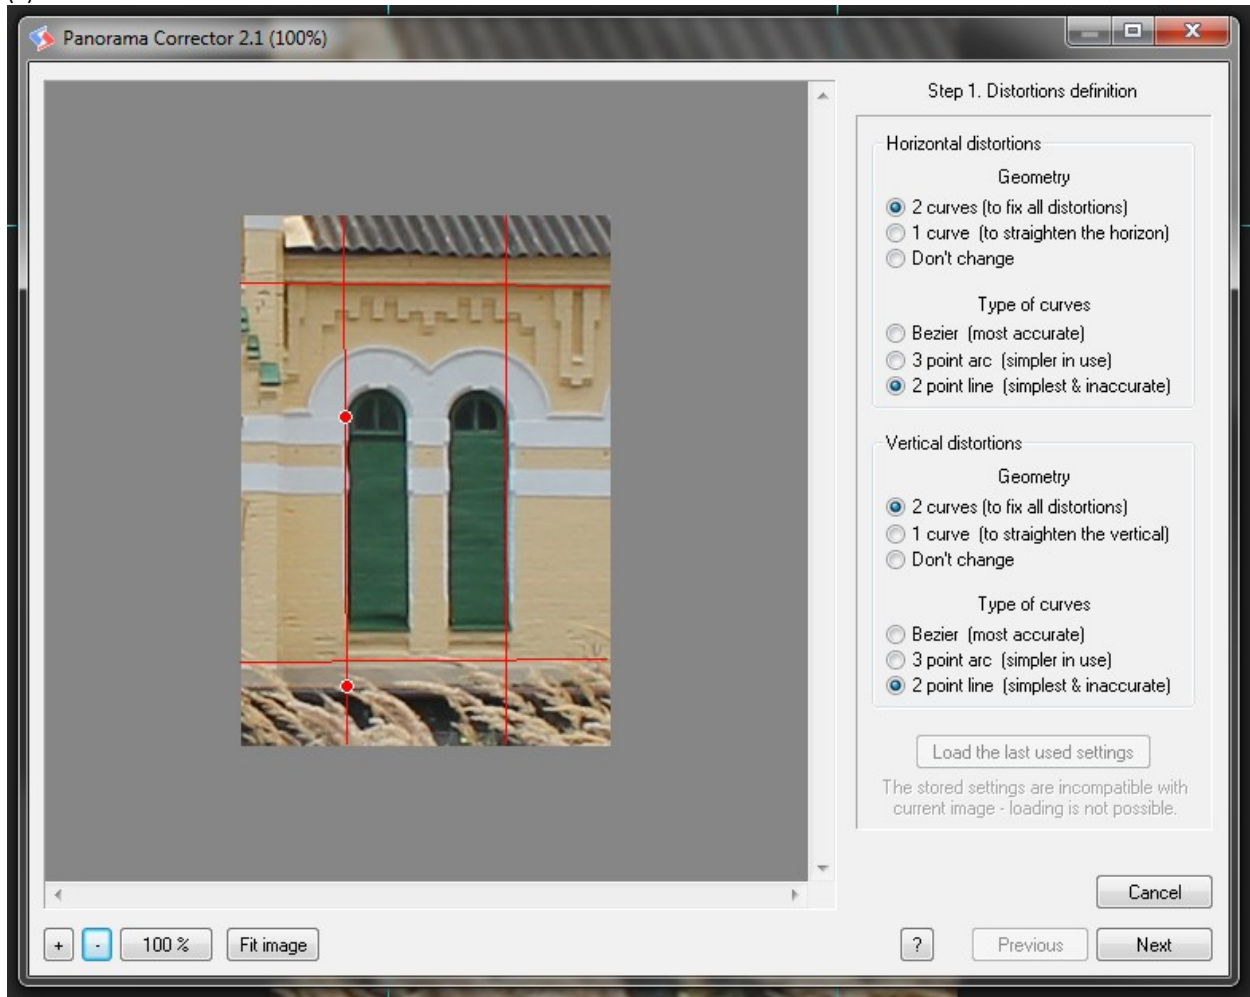 Panorama Corrector 2.1 (100%)
Step 1. Distortions definition
Horizontal distortions
Geometry
2 curves (to fix all distortions)
1 curve (to straighten the horizon)
Don't change
Type of curves
Bezier (most accurate)
3 point arc (simpler in use)
2 point line (simplest & inaccurate)
Vertical distortions
Geometry
2 curves (to fix all distortions)
1 curve (to straighten the vertical)
Don't change
Type of curves
Bezier (most accurate)
3 point arc (simpler in use)
2 point line (simplest & inaccurate)
Load the last used settings
The stored settings are incompatible with
current image - loading is not possible.
Cancel
+ - 100 % Fit image ? Previous Next